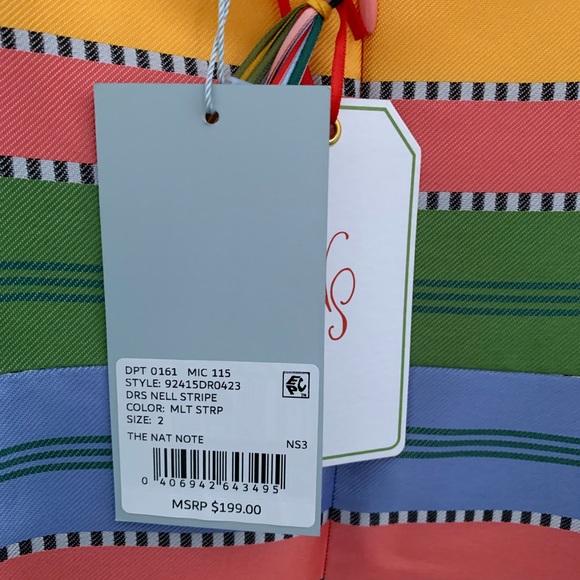 DPT 0161 MIC 115
STYLE: 92415DR0423
DRS NELL STRIPE
COLOR: MLT STRP
SIZE: 2
THE NAT NOTE NS3
0 406942 643495
MSRP $199.00
EPC